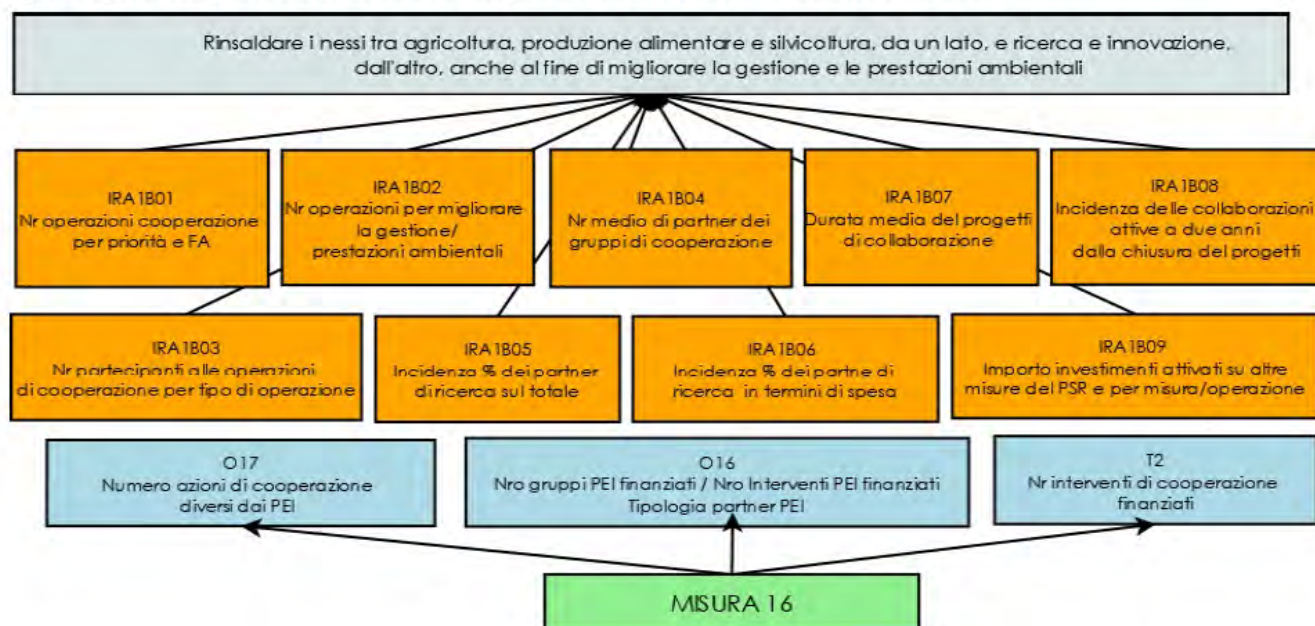 Rinsaldare i nessi tra agricoltura, produzione alimentare e silvicoltura, da un lato, e ricerca e innovazione,
dall'altro, anche al fine di migliorare la gestione e le prestazioni ambientali
IRA1B01
Nr operazioni cooperazione
per priorità e FA
IRA1B02
Nr operazioni per migliorare
la gestione/
prestazioni ambientali
IRA1B04
Nr medio di partner dei
gruppi di cooperazione
IRA1B07
Durata media del progetti
di collaborazione
IRA1B08
Incidenza delle collaborazioni
attive a due anni
dalla chiusura del progetti
IRA1B03
Nr partecipanti alle operazioni
di cooperazione per tipo di operazione
IRA1B05
Incidenza % dei partner
di ricerca sul totale
IRA1B06
Incidenza % dei partne di
ricerca in termini di spesa
IRA1B09
Importo investimenti attivati su altre
misure del PSR e per misura/operazione
O17
Numero azioni di cooperazione
diversi dai PEI
O16
Nro gruppi PEI finanziati / Nro Interventi PEI finanziati
Tipologia partner PEI
T2
Nr interventi di cooperazione
finanziati
MISURA 16